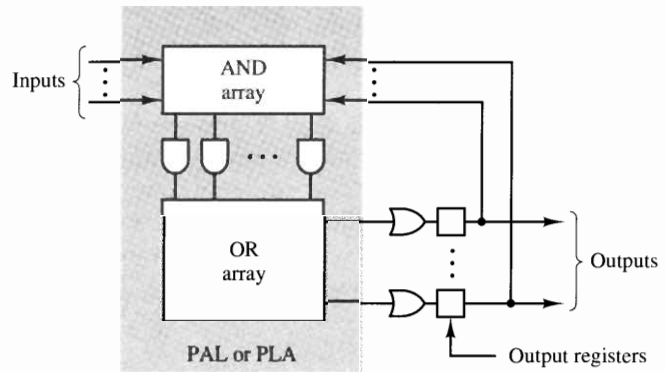 Inputs
AND
array
OR
array
Outputs
PAL or PLA
Output registers